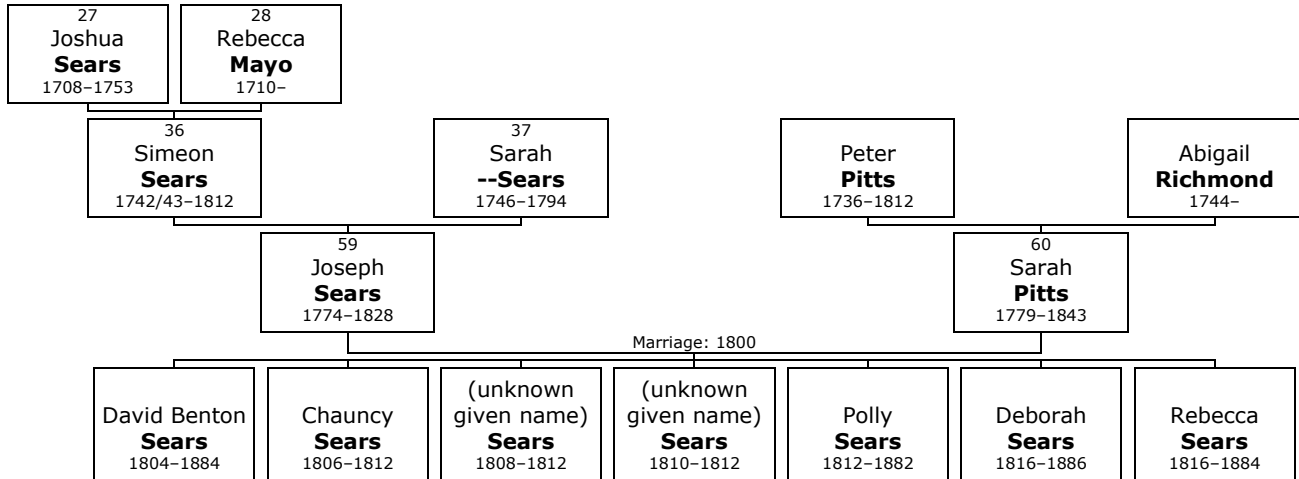 27
Joshua
Sears
1708–1753
28
Rebecca
Mayo
1710–
36
Simeon
Sears
1742/43–1812
37
Sarah
--Sears
1746–1794
Peter
Pitts
1736–1812
Abigail
Richmond
1744–
59
Joseph
Sears
1774–1828
60
Sarah
Pitts
1779–1843
Marriage: 1800
David Benton
Sears
1804–1884
Chauncy
Sears
1806–1812
(unknown
given name)
Sears
1808–1812
(unknown
given name)
Sears
1810–1812
Polly
Sears
1812–1882
Deborah
Sears
1816–1886
Rebecca
Sears
1816–1884